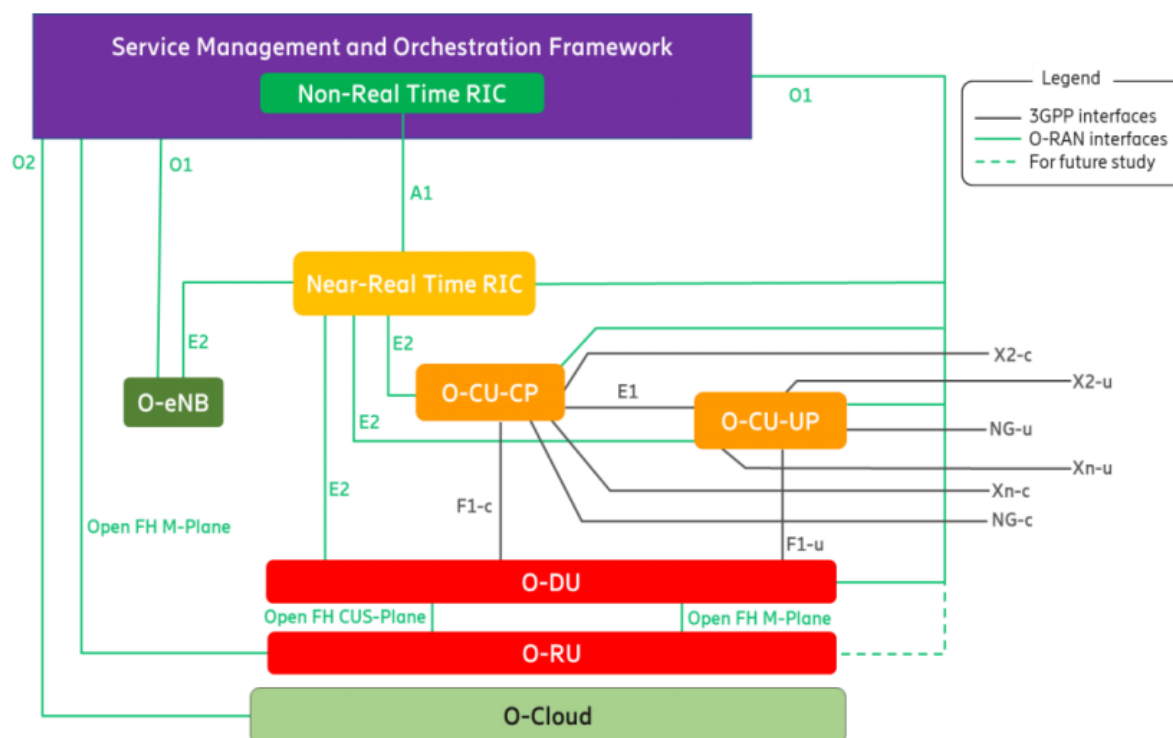 Service Management and Orchestration Framework
Non-Real Time RIC
O1
Legend
3GPP interfaces
O-RAN interfaces
For future study
O2
O1
A1
Near-Real Time RIC
E2
E2
O-eNB
O-CU-CP
E1
O-CU-UP
X2-c
X2-u
NG-u
Xn-u
Xn-c
NG-c
E2
E2
F1-c
F1-u
Open FH M-Plane
O-DU
Open FH CUS-Plane
Open FH M-Plane
O-RU
O-Cloud